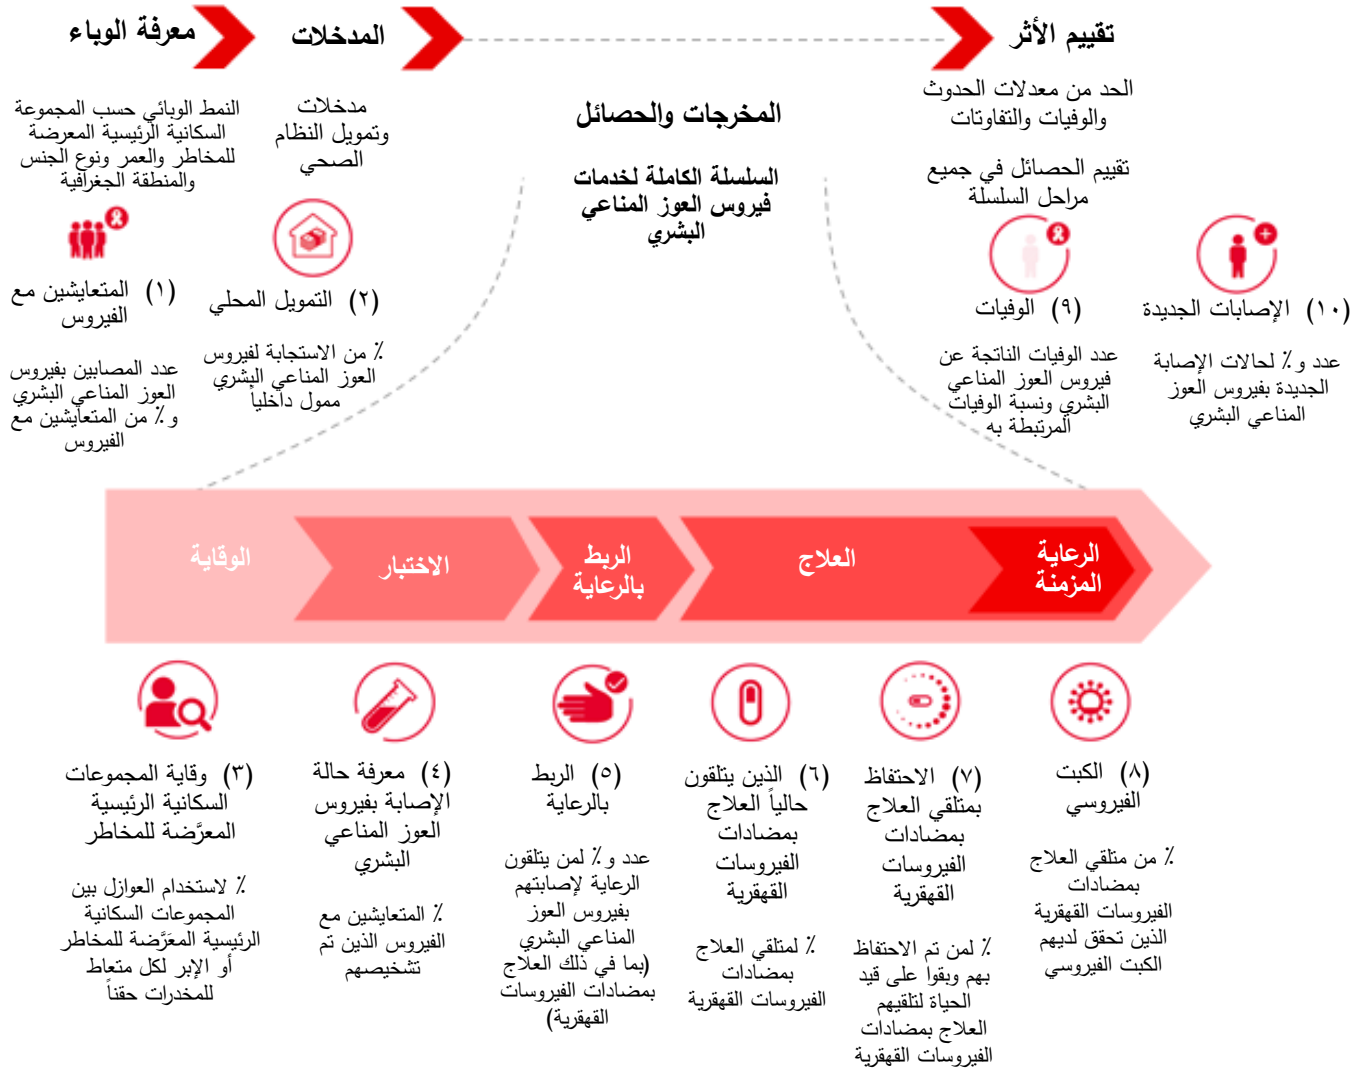 معرفة الوباء
النمط الوبائي حسب المجموعة
السكانية الرئيسية المعرضة
للمخاطر والعمر ونوع الجنس
والمنطقة الجغرافية
(١) المتعايشين مع
الفيروس
عدد المصابين بفيروس
العوز المناعي البشري
و٪ من المتعايشين مع
الفيروس
المدخلات
مدخلات
وتمويل النظام
الصحي
(٢) التمويل المحلي
٪ من الاستجابة لفيروس
العوز المناعي البشري
ممول داخلياً
المخرجات والحصائل
السلسلة الكاملة لخدمات
فيروس العوز المناعي
البشري
تقييم الأثر
الحد من معدلات الحدوث
والوفيات والتفاوتات
تقييم الحصائل في جميع
مراحل السلسلة
(٩) الوفيات
عدد الوفيات الناتجة عن
فيروس العوز المناعي
البشري ونسبة الوفيات
المرتبطة به
(١٠) الإصابات الجديدة
عدد و٪ لحالات الإصابة
الجديدة بفيروس العوز
المناعي البشري
الوقاية
الاختبار
الربط
بالرعاية
العلاج
الرعاية
المزمنة
(٣) وقاية المجموعات
السكانية الرئيسية
المعرَّضة للمخاطر
٪ لاستخدام العوازل بين
المجموعات السكانية
الرئيسية المعَرَّضة للمخاطر
أو الإبر لكل متعاط
للمخدرات حقناً
(٤) معرفة حالة
الإصابة بفيروس
العوز المناعي
البشري
٪ المتعايشين مع
الفيروس الذين تم
تشخيصهم
(٥) الربط
بالرعاية
عدد و٪ لمن يتلقون
الرعاية لإصابتهم
بفيروس العوز
المناعي البشري
(بما في ذلك العلاج
بمضادات الفيروسات
القهقرية)
(٦) الذين يتلقون
حالياً العلاج
بمضادات
الفيروسات
القهقرية
٪ لمتلقي العلاج
بمضادات
الفيروسات القهقرية
(٧) الاحتفاظ
بمتلقي العلاج
بمضادات
الفيروسات
القهقرية
٪ لمن تم الاحتفاظ
بهم وبقوا على قيد
الحياة لتلقيهم
العلاج بمضادات
الفيروسات القهقرية
(٨) الكبت
الفيروسي
٪ من متلقي العلاج
بمضادات
الفيروسات القهقرية
الذين تحقق لديهم
الكبت الفيروسي